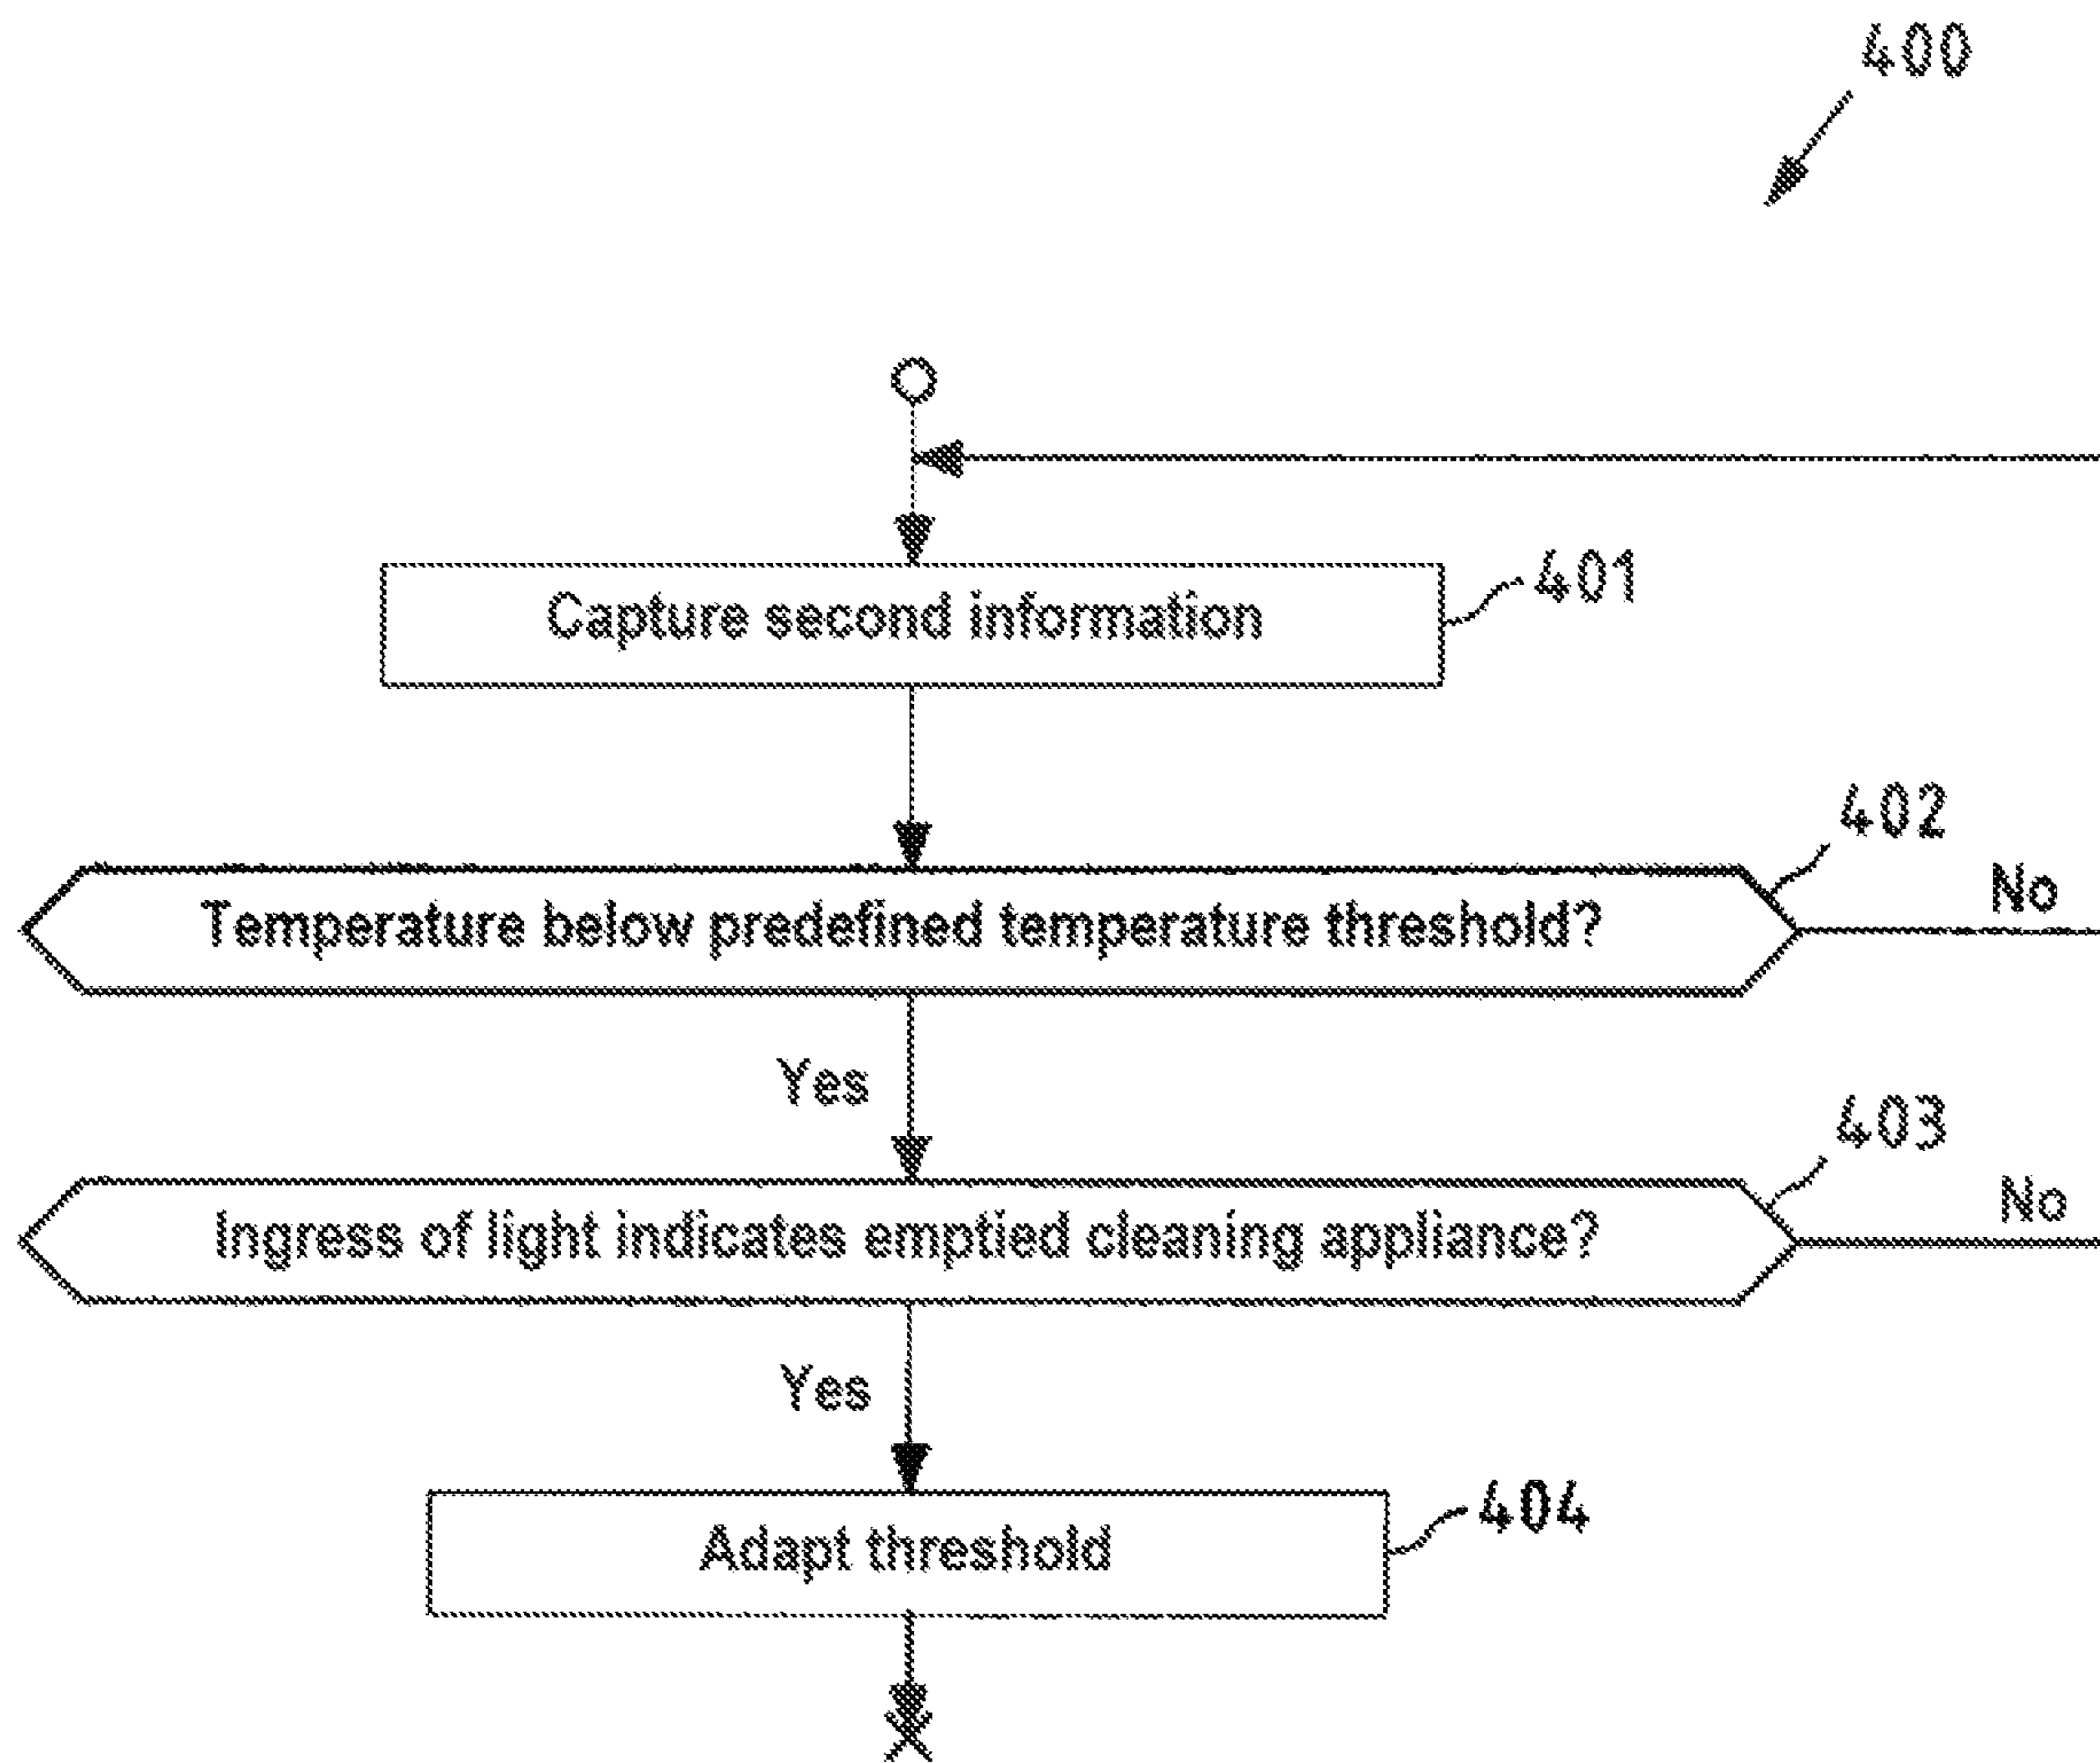 400
Capture second information
401
402
Temperature below predefined temperature threshold?
No
Yes
403
Ingress of light indicates emptied cleaning appliance?
No
Yes
Adapt threshold
404